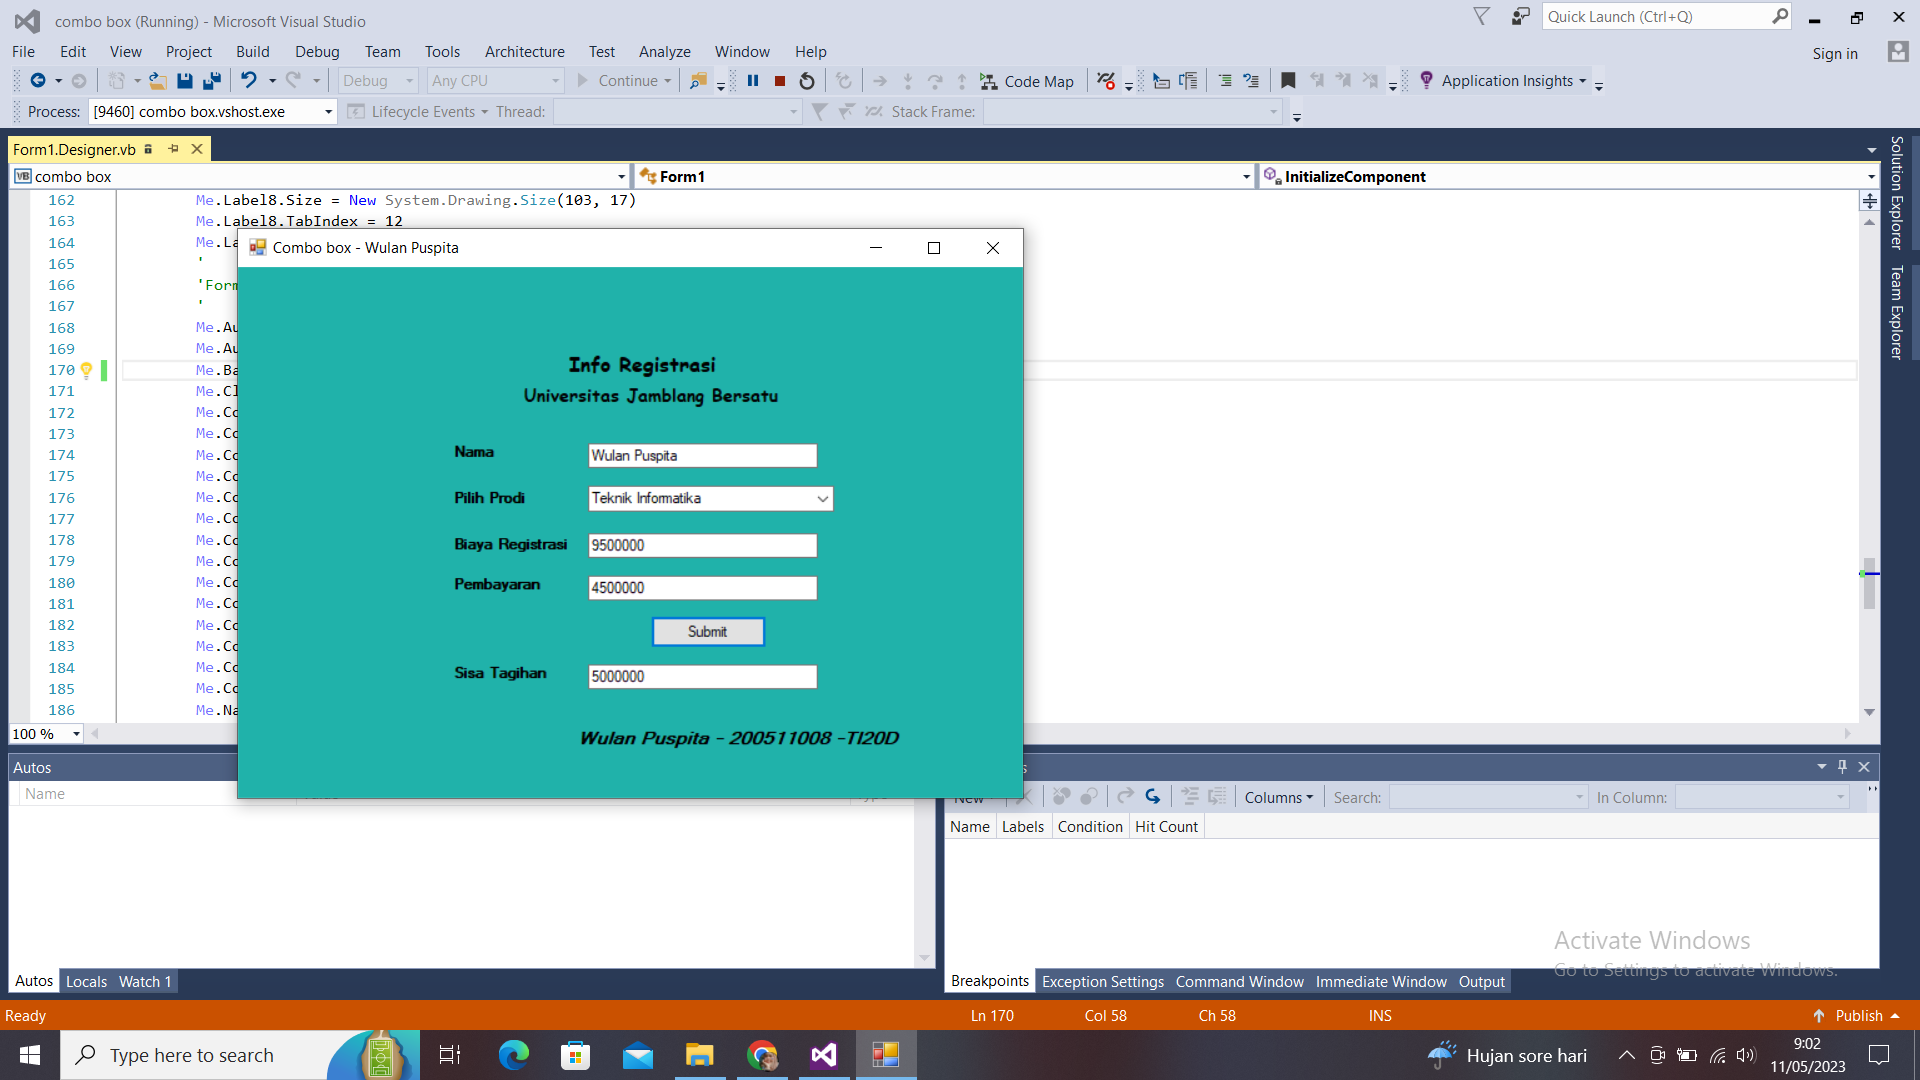 combo box (Running) - Microsoft Visual Studio
Quick Launch (Ctrl+Q)
File Edit View Project Build Debug Team Tools Architecture Test Analyze Window Help
Sign in
Debug Any CPU Continue Code Map Application Insights
Process: [9460] combo box.vshost.exe Lifecycle Events Thread: Stack Frame:
Form1.Designer.vb
combo box Form1 InitializeComponent
Solution Explorer
Team Explorer
162 Me.Label8.Size = New System.Drawing.Size(103, 17)
163 Me.Label8.TabIndex = 12
164 Me.La
165 '
166 'Form
167 '
168 Me.Au
169 Me.Au
170 Me.Ba
171 Me.Cl
172 Me.Co
173 Me.Co
174 Me.Co
175 Me.Co
176 Me.Co
177 Me.Co
178 Me.Co
179 Me.Co
180 Me.Co
181 Me.Co
182 Me.Co
183 Me.Co
184 Me.Co
185 Me.Co
186 Me.Na
100 %
Combo box - Wulan Puspita
Info Registrasi
Universitas Jamblang Bersatu
Nama Wulan Puspita
Pilih Prodi Teknik Informatika
Biaya Registrasi 9500000
Pembayaran 4500000
Submit
Sisa Tagihan 5000000
Wulan Puspita - 200511008 -TI20D
Autos
Name
New Columns Search: In Column:
Name Labels Condition Hit Count
Activate Windows
Go to Settings to activate Windows.
Autos Locals Watch 1
Breakpoints Exception Settings Command Window Immediate Window Output
Ready Ln 170 Col 58 Ch 58 INS Publish
Type here to search
Hujan sore hari
9:02
11/05/2023